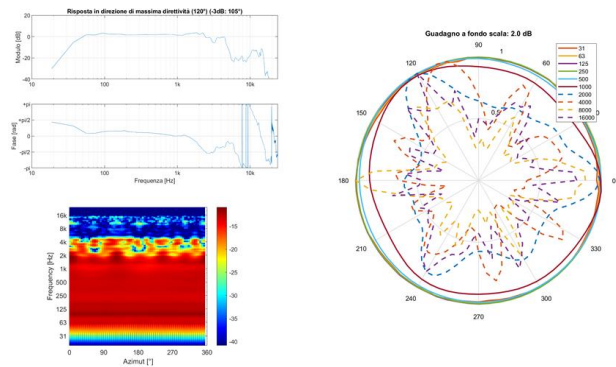 Risposta in direzione di massima direttività (120°) (-3dB: 105°)
20
0
-20
-40
Modulo [dB]
10
100
1k
10k
+pi
+pi/2
0
-pi/2
-pi
Fase [rad]
10
100
1k
10k
Frequenza [Hz]
16k
8k
4k
2k
1k
500
250
125
63
31
Frequency [Hz]
0
90
180
270
360
Azimut [°]
-15
-20
-25
-30
-35
-40
Guadagno a fondo scala: 2.0 dB
90
120
60
150
180
0
210
330
240
300
270
1
31
63
125
250
500
1000
2000
4000
8000
16000